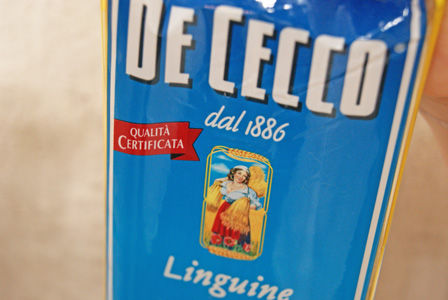 DE CECCO
dal 1886
QUALITÀ
CERTIFICATA
Linguine